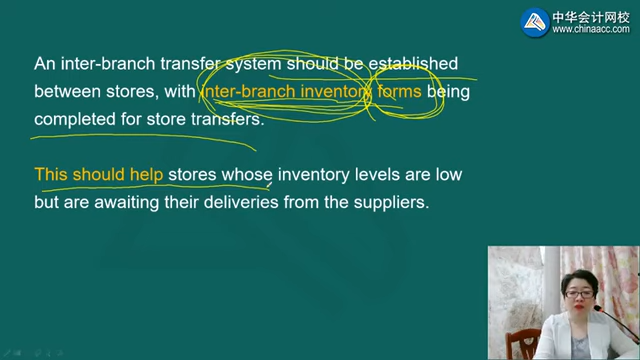 中华会计网校
www.chinaacc.com
An inter-branch transfer system should be established
between stores, with inter-branch inventory forms being
completed for store transfers.
This should help stores whose inventory levels are low
but are awaiting their deliveries from the suppliers.